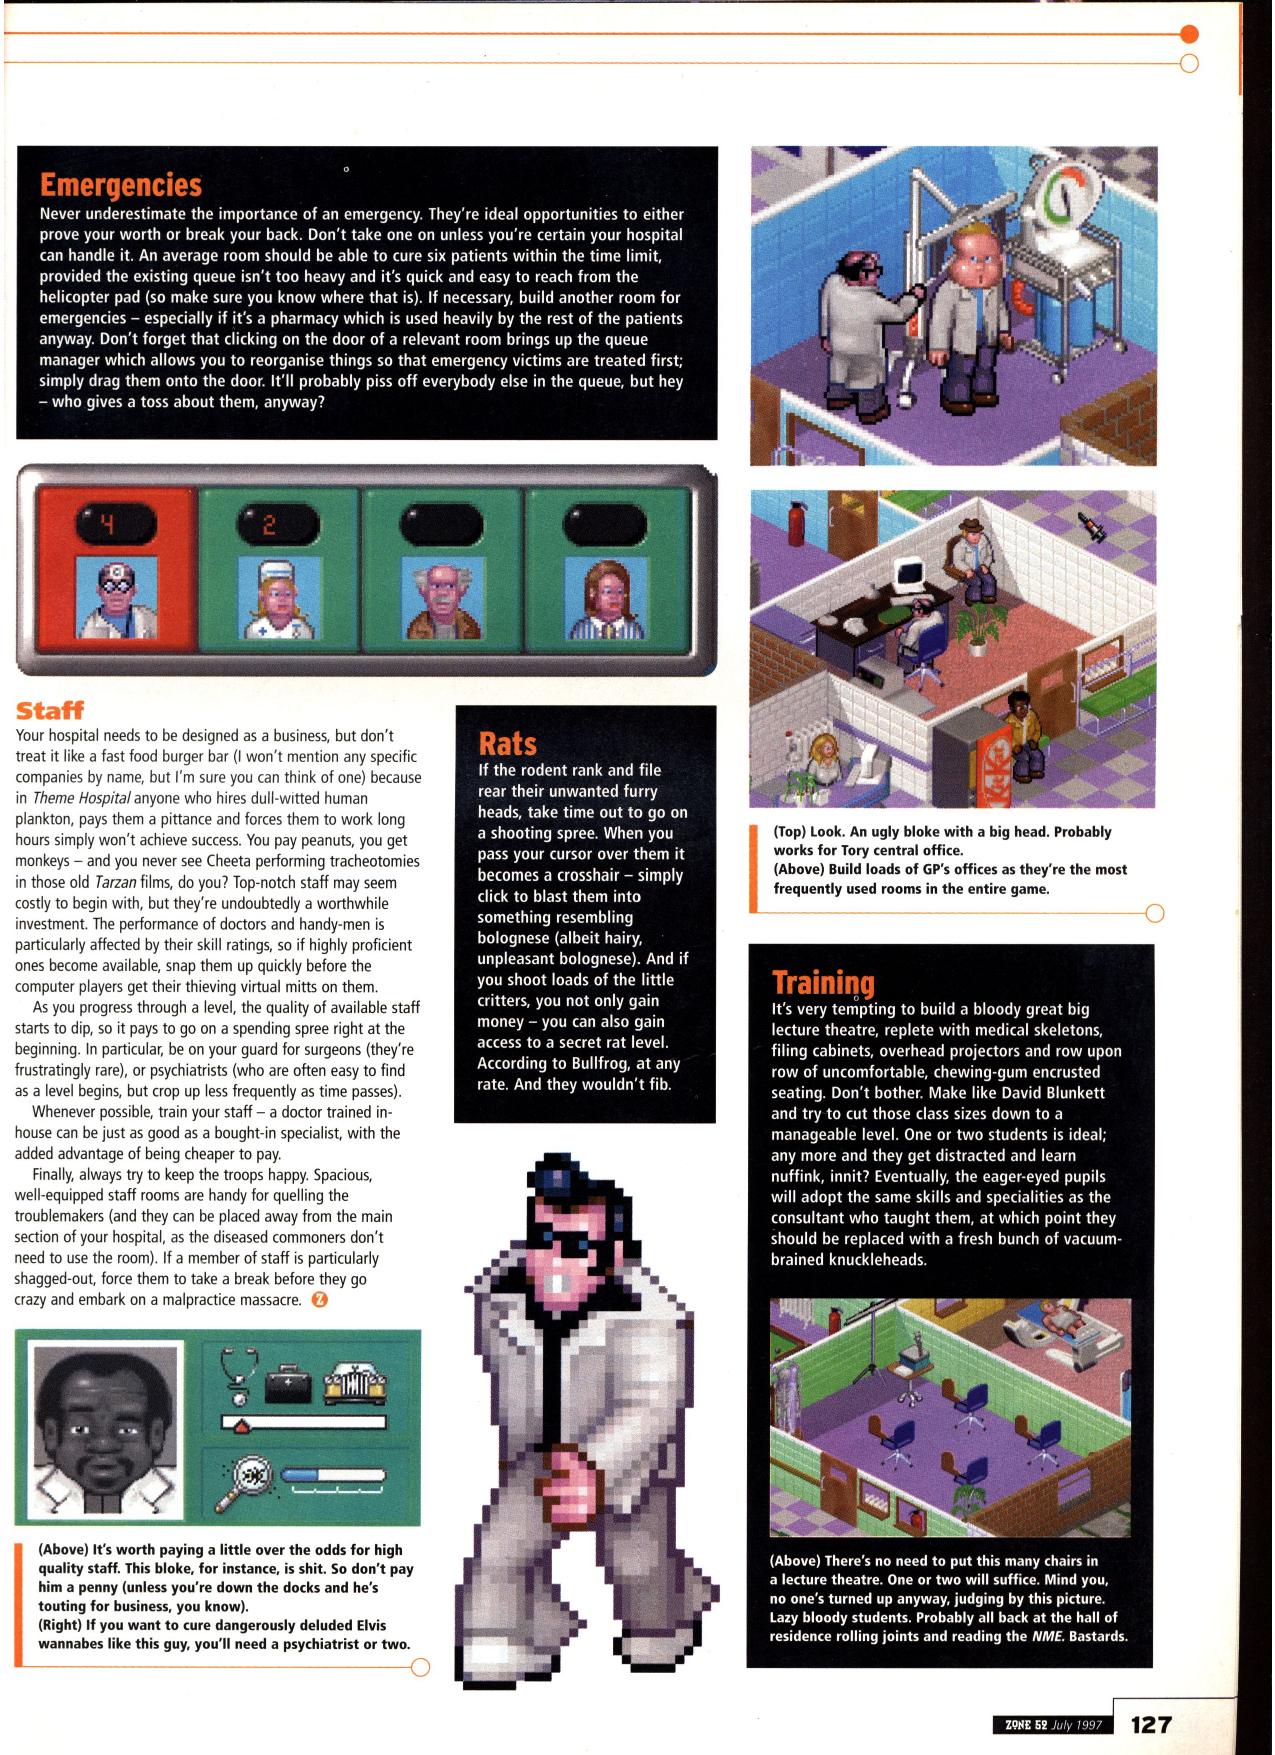 Emergencies
Never underestimate the importance of an emergency. They're ideal opportunities to either
prove your worth or break your back. Don't take one on unless you're certain your hospital
can handle it. An average room should be able to cure six patients within the time limit,
provided the existing queue isn't too heavy and it's quick and easy to reach from the
helicopter pad (so make sure you know where that is). If necessary, build another room for
emergencies – especially if it's a pharmacy which is used heavily by the rest of the patients
anyway. Don't forget that clicking on the door of a relevant room brings up the queue
manager which allows you to reorganise things so that emergency victims are treated first;
simply drag them onto the door. It'll probably piss off everybody else in the queue, but hey
– who gives a toss about them, anyway?
4
2
Staff
Your hospital needs to be designed as a business, but don't
treat it like a fast food burger bar (I won't mention any specific
companies by name, but I'm sure you can think of one) because
in Theme Hospital anyone who hires dull-witted human
plankton, pays them a pittance and forces them to work long
hours simply won't achieve success. You pay peanuts, you get
monkeys – and you never see Cheeta performing tracheotomies
in those old Tarzan films, do you? Top-notch staff may seem
costly to begin with, but they're undoubtedly a worthwhile
investment. The performance of doctors and handy-men is
particularly affected by their skill ratings, so if highly proficient
ones become available, snap them up quickly before the
computer players get their thieving virtual mitts on them.
As you progress through a level, the quality of available staff
starts to dip, so it pays to go on a spending spree right at the
beginning. In particular, be on your guard for surgeons (they're
frustratingly rare), or psychiatrists (who are often easy to find
as a level begins, but crop up less frequently as time passes).
Whenever possible, train your staff – a doctor trained in-
house can be just as good as a bought-in specialist, with the
added advantage of being cheaper to pay.
Finally, always try to keep the troops happy. Spacious,
well-equipped staff rooms are handy for quelling the
troublemakers (and they can be placed away from the main
section of your hospital, as the diseased commoners don't
need to use the room). If a member of staff is particularly
shagged-out, force them to take a break before they go
crazy and embark on a malpractice massacre. Z
(Above) It's worth paying a little over the odds for high
quality staff. This bloke, for instance, is shit. So don't pay
him a penny (unless you're down the docks and he's
touting for business, you know).
(Right) If you want to cure dangerously deluded Elvis
wannabes like this guy, you'll need a psychiatrist or two.
Rats
If the rodent rank and file
rear their unwanted furry
heads, take time out to go on
a shooting spree. When you
pass your cursor over them it
becomes a crosshair – simply
click to blast them into
something resembling
bolognese (albeit hairy,
unpleasant bolognese). And if
you shoot loads of the little
critters, you not only gain
money – you can also gain
access to a secret rat level.
According to Bullfrog, at any
rate. And they wouldn't fib.
KitKat
(Top) Look. An ugly bloke with a big head. Probably
works for Tory central office.
(Above) Build loads of GP's offices as they're the most
frequently used rooms in the entire game.
Training
It's very tempting to build a bloody great big
lecture theatre, replete with medical skeletons,
filing cabinets, overhead projectors and row upon
row of uncomfortable, chewing-gum encrusted
seating. Don't bother. Make like David Blunkett
and try to cut those class sizes down to a
manageable level. One or two students is ideal;
any more and they get distracted and learn
nuffink, innit? Eventually, the eager-eyed pupils
will adopt the same skills and specialities as the
consultant who taught them, at which point they
should be replaced with a fresh bunch of vacuum-
brained knuckleheads.
(Above) There's no need to put this many chairs in
a lecture theatre. One or two will suffice. Mind you,
no one's turned up anyway, judging by this picture.
Lazy bloody students. Probably all back at the hall of
residence rolling joints and reading the NME. Bastards.
ZONE 52 July 1997 127